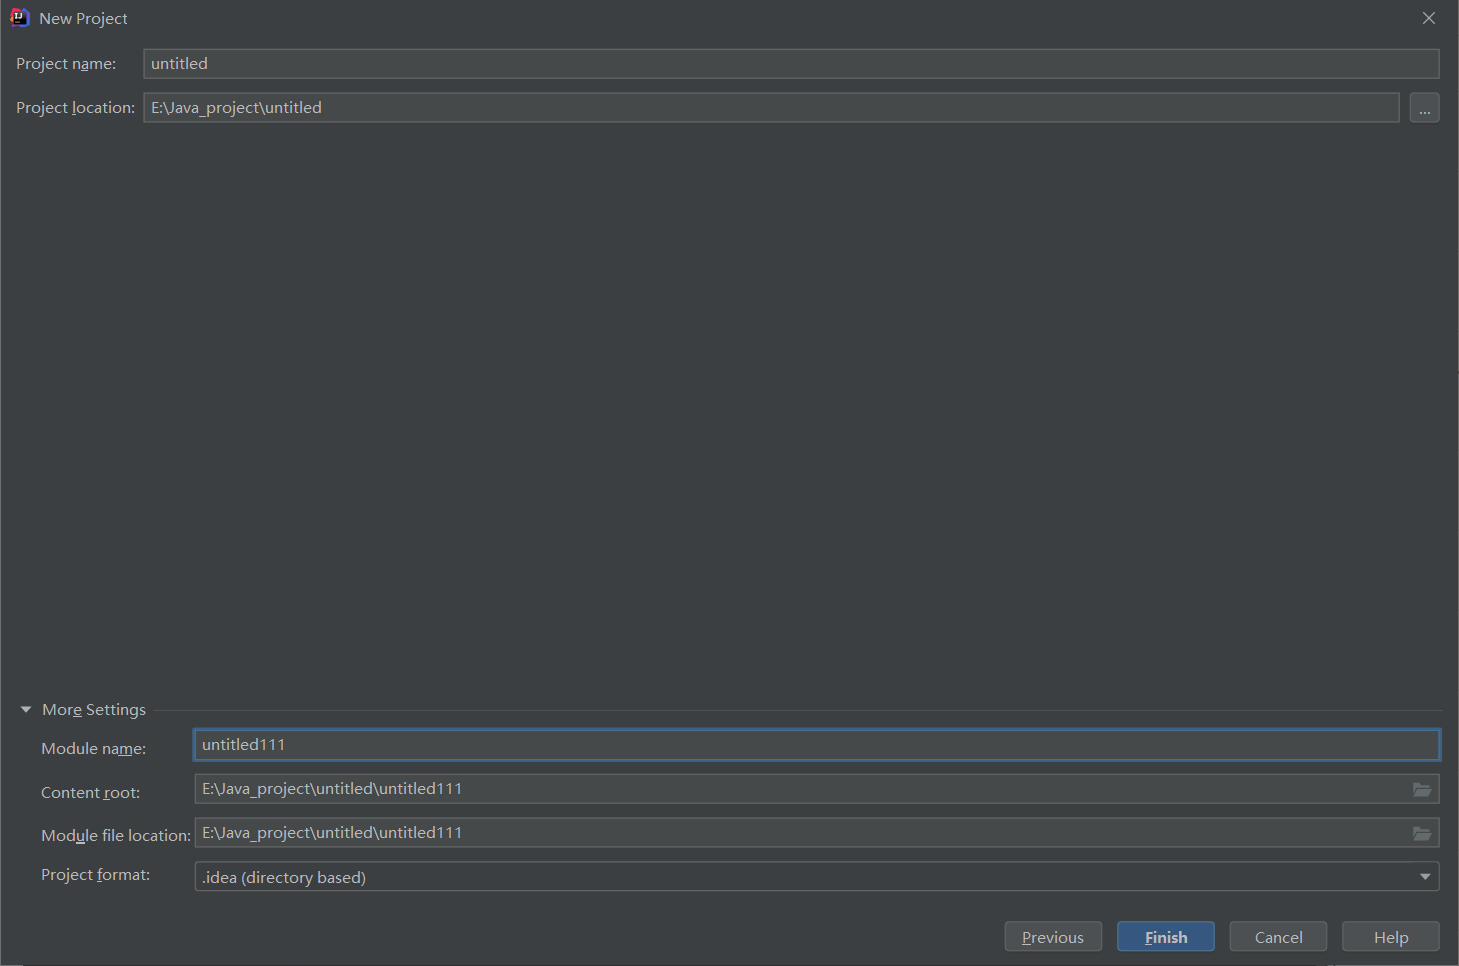 New Project
Project name: untitled
Project location: E:\Java_project\untitled ...
More Settings
Module name: untitled111
Content root: E:\Java_project\untitled\untitled111
Module file location: E:\Java_project\untitled\untitled111
Project format: .idea (directory based)
Previous Finish Cancel Help